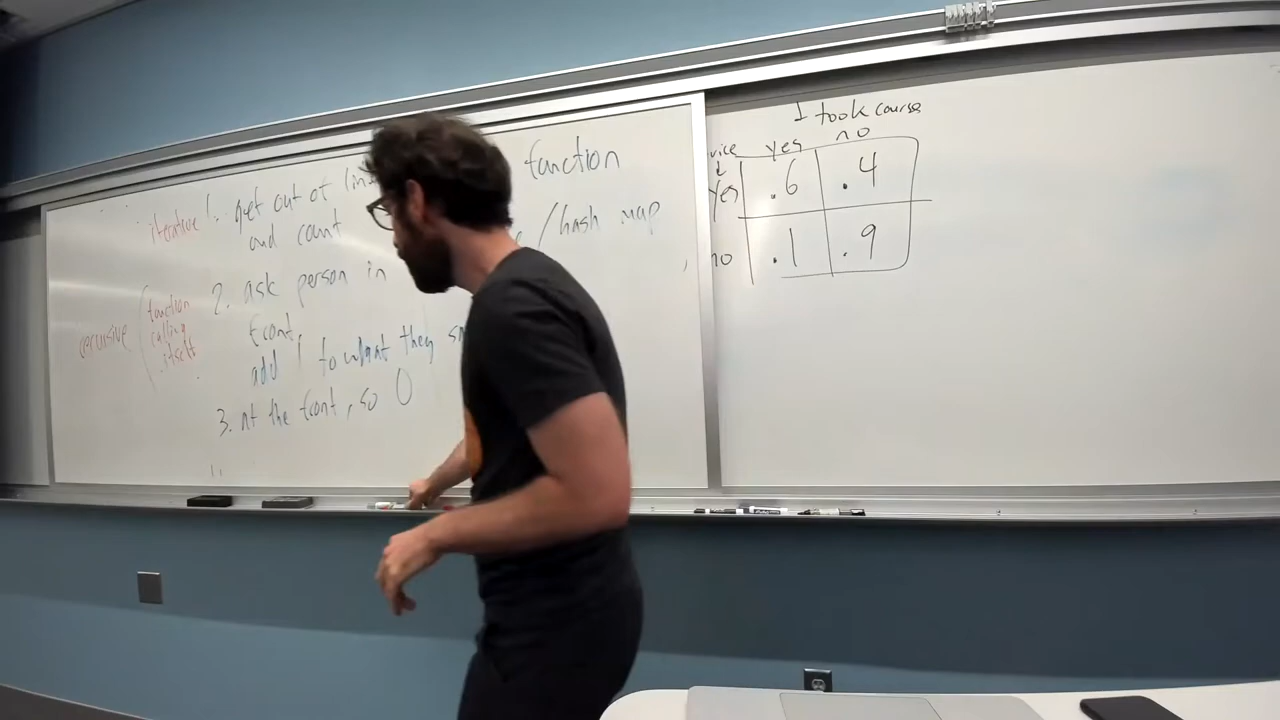 iterative
1. get out of
and count
recursive
function
calling
itself
2. ask person in
front,
add 1 to what they
3. At the front, so 0
function
/hash map
I took course
yes no
yes .6 .4
no .1 .9